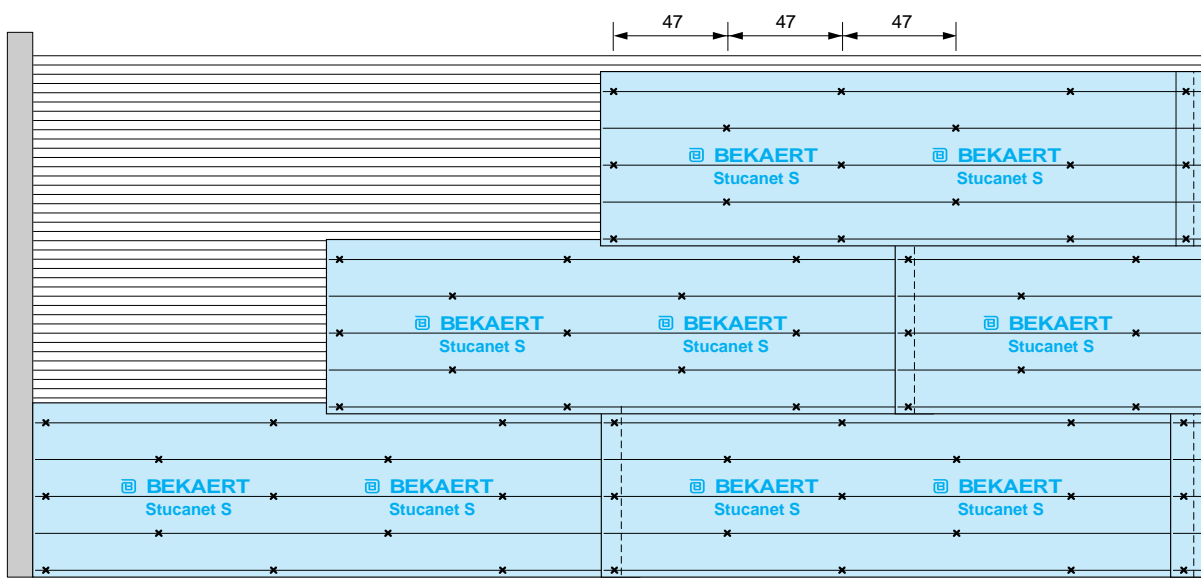 47 47 47
BEKAERT BEKAERT
Stucanet S Stucanet S
BEKAERT BEKAERT BEKAERT
Stucanet S Stucanet S Stucanet S
BEKAERT BEKAERT BEKAERT BEKAERT
Stucanet S Stucanet S Stucanet S Stucanet S